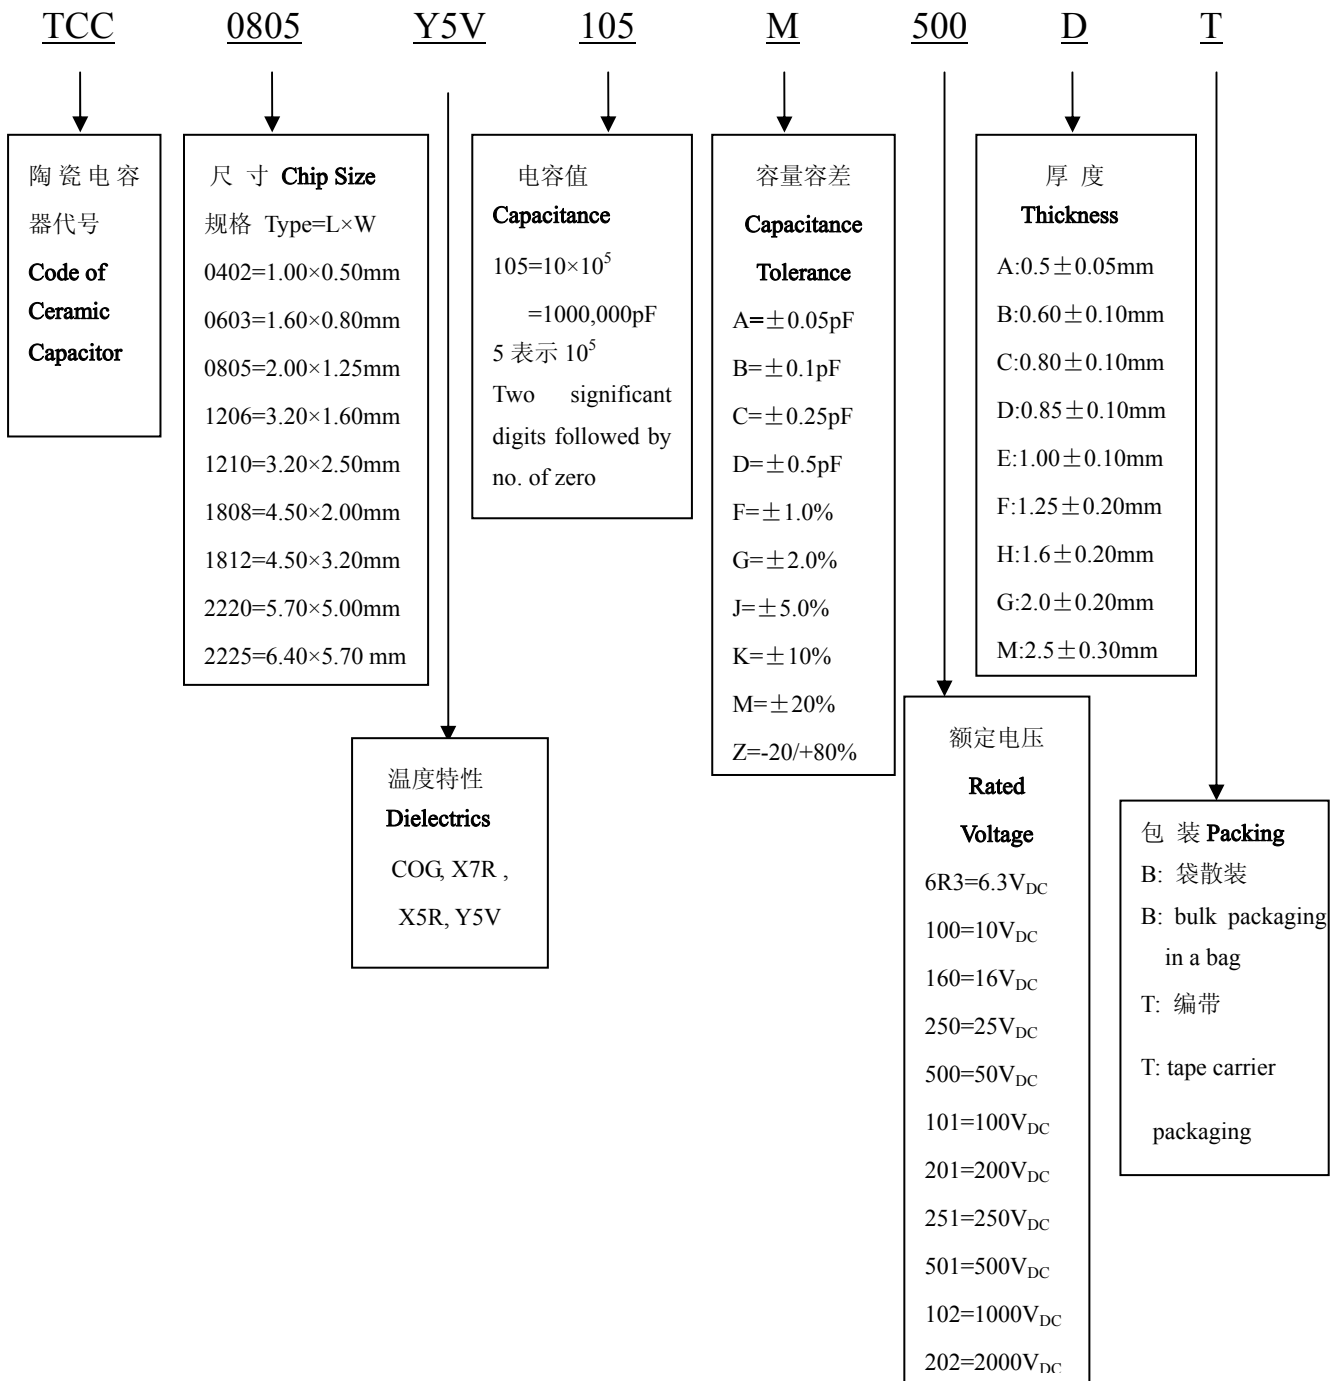 TCC 0805 Y5V 105 M 500 D T
陶瓷电容
器代号
Code of
Ceramic
Capacitor
尺 寸 Chip Size
规格 Type=L×W
0402=1.00×0.50mm
0603=1.60×0.80mm
0805=2.00×1.25mm
1206=3.20×1.60mm
1210=3.20×2.50mm
1808=4.50×2.00mm
1812=4.50×3.20mm
2220=5.70×5.00mm
2225=6.40×5.70 mm
温度特性
Dielectrics
COG, X7R ,
X5R, Y5V
电容值
Capacitance
105=10×10⁵
=1000,000pF
5 表示 10⁵
Two significant
digits followed by
no. of zero
容量容差
Capacitance
Tolerance
A=±0.05pF
B=±0.1pF
C=±0.25pF
D=±0.5pF
F=±1.0%
G=±2.0%
J=±5.0%
K=±10%
M=±20%
Z=-20/+80%
额定电压
Rated
Voltage
6R3=6.3V_DC
100=10V_DC
160=16V_DC
250=25V_DC
500=50V_DC
101=100V_DC
201=200V_DC
251=250V_DC
501=500V_DC
102=1000V_DC
202=2000V_DC
厚 度
Thickness
A:0.5±0.05mm
B:0.60±0.10mm
C:0.80±0.10mm
D:0.85±0.10mm
E:1.00±0.10mm
F:1.25±0.20mm
H:1.6±0.20mm
G:2.0±0.20mm
M:2.5±0.30mm
包 装 Packing
B: 袋散装
B: bulk packaging
in a bag
T: 编带
T: tape carrier
packaging